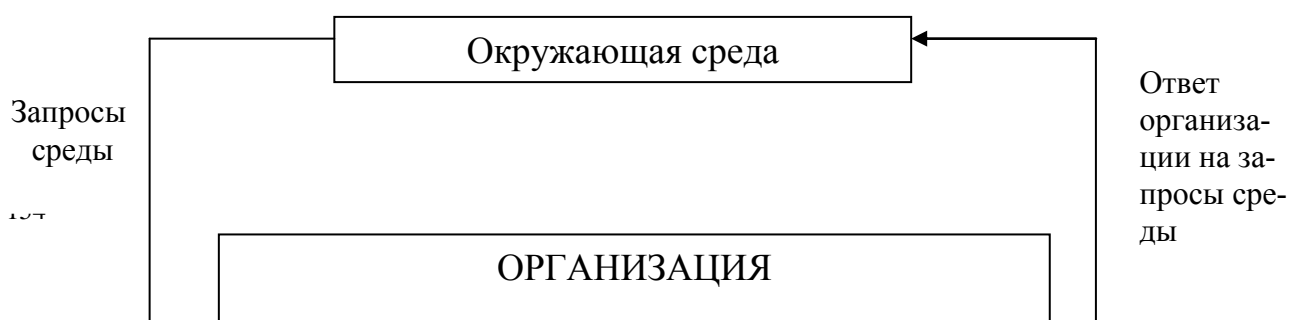 Окружающая среда
Запросы
среды
Ответ
организа-
ции на за-
просы сре-
ды
ОРГАНИЗАЦИЯ